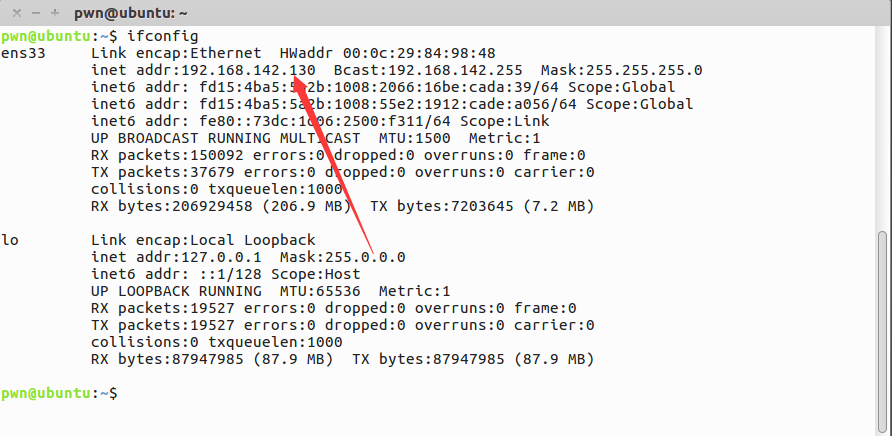 pwn@ubuntu: ~
pwn@ubuntu:~$ ifconfig
ens33     Link encap:Ethernet  HWaddr 00:0c:29:84:98:48
          inet addr:192.168.142.130  Bcast:192.168.142.255  Mask:255.255.255.0
          inet6 addr: fd15:4ba5:5a2b:1008:2066:16be:cada:39/64 Scope:Global
          inet6 addr: fd15:4ba5:5a2b:1008:55e2:1912:cade:a056/64 Scope:Global
          inet6 addr: fe80::73dc:1d06:2500:f311/64 Scope:Link
          UP BROADCAST RUNNING MULTICAST  MTU:1500  Metric:1
          RX packets:150092 errors:0 dropped:0 overruns:0 frame:0
          TX packets:37679 errors:0 dropped:0 overruns:0 carrier:0
          collisions:0 txqueuelen:1000
          RX bytes:206929458 (206.9 MB)  TX bytes:7203645 (7.2 MB)
lo        Link encap:Local Loopback
          inet addr:127.0.0.1  Mask:255.0.0.0
          inet6 addr: ::1/128 Scope:Host
          UP LOOPBACK RUNNING  MTU:65536  Metric:1
          RX packets:19527 errors:0 dropped:0 overruns:0 frame:0
          TX packets:19527 errors:0 dropped:0 overruns:0 carrier:0
          collisions:0 txqueuelen:1000
          RX bytes:87947985 (87.9 MB)  TX bytes:87947985 (87.9 MB)
pwn@ubuntu:~$